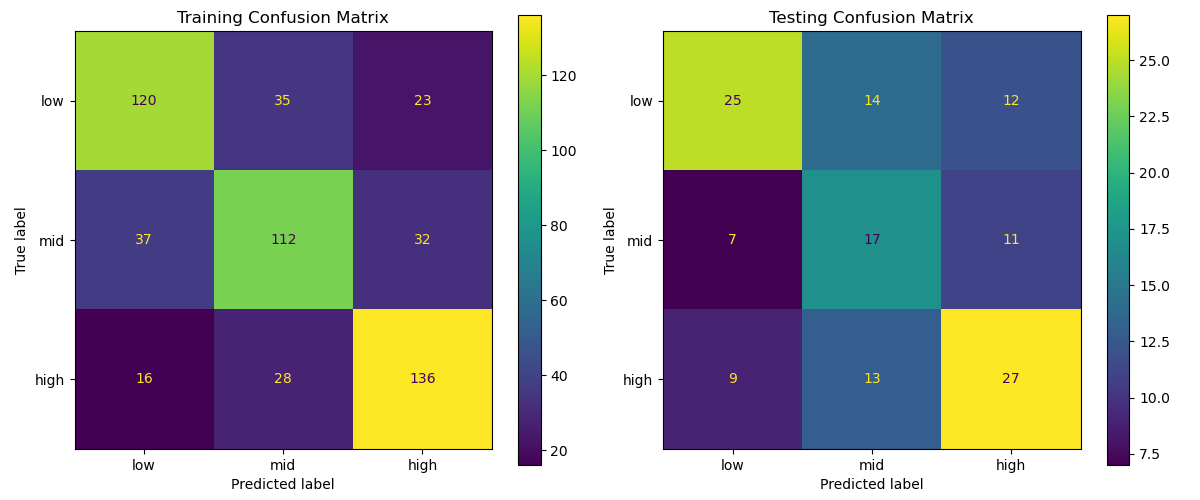 Training Confusion Matrix
True label
low
mid
high
120 35 23
37 112 32
16 28 136
low mid high
Predicted label
120
100
80
60
40
20
Testing Confusion Matrix
True label
low
mid
high
25 14 12
7 17 11
9 13 27
low mid high
Predicted label
25.0
22.5
20.0
17.5
15.0
12.5
10.0
7.5